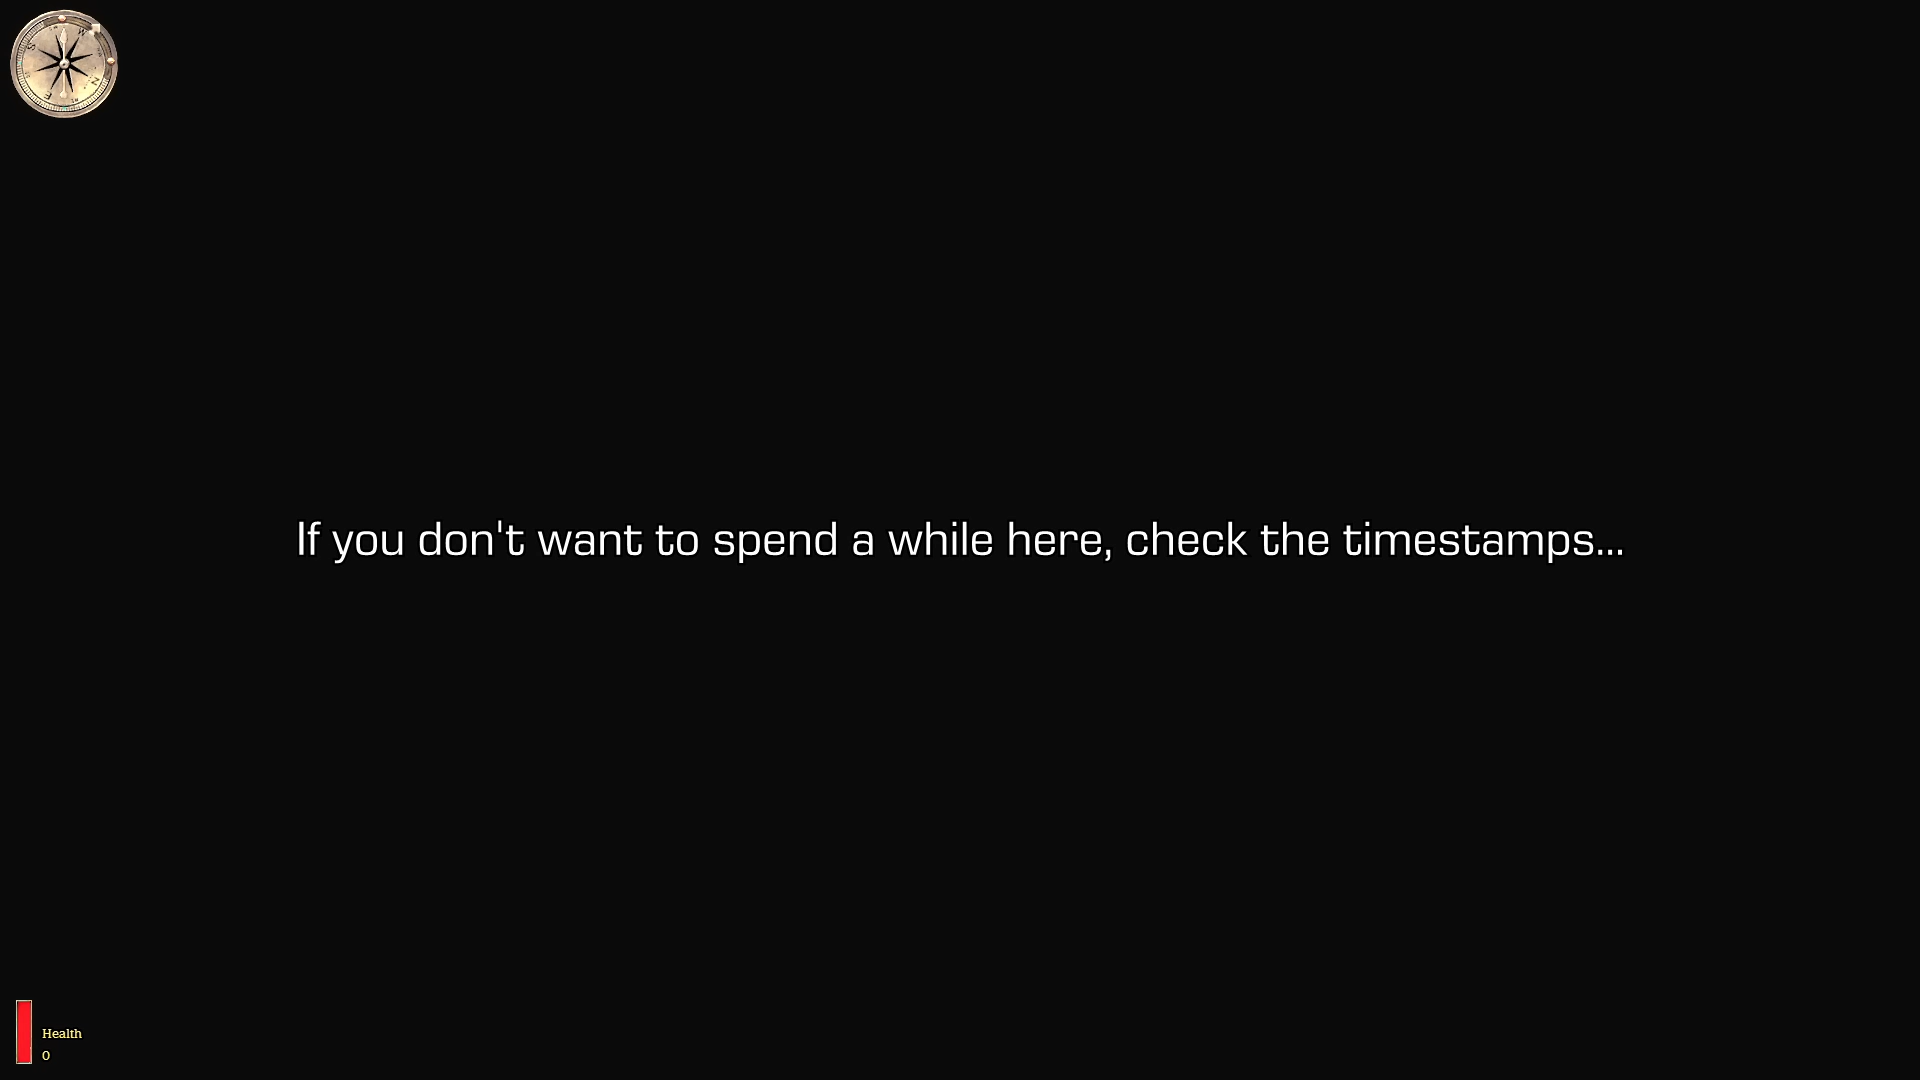 S W
E N
If you don't want to spend a while here, check the timestamps...
Health
0